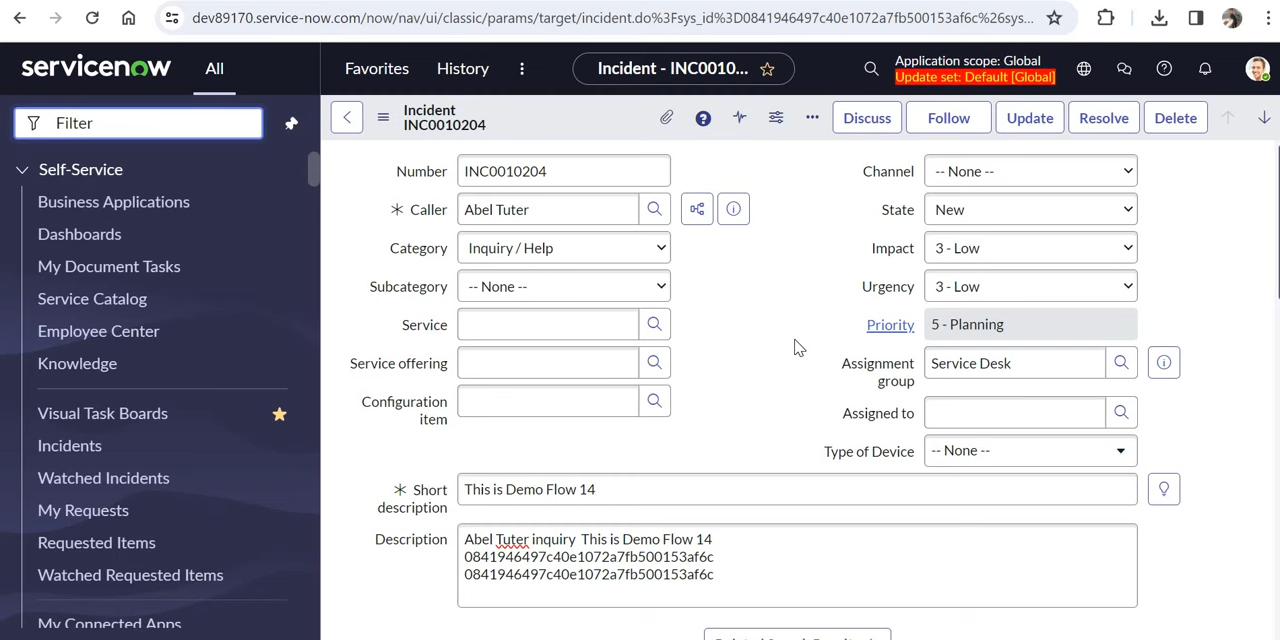 dev89170.service-now.com/now/nav/ui/classic/params/target/incident.do%3Fsys_id%3D0841946497c40e1072a7fb500153af6c%26sys...
servicenow
All
Favorites
History
Incident - INC0010...
Application scope: Global
Update set: Default [Global]
Filter
Incident
INC0010204
Discuss
Follow
Update
Resolve
Delete
Self-Service
Business Applications
Dashboards
My Document Tasks
Service Catalog
Employee Center
Knowledge
Visual Task Boards
Incidents
Watched Incidents
My Requests
Requested Items
Watched Requested Items
My Connected Apps
Number INC0010204
Caller Abel Tuter
Category Inquiry / Help
Subcategory -- None --
Service
Service offering
Configuration
item
Channel -- None --
State New
Impact 3 - Low
Urgency 3 - Low
Priority 5 - Planning
Assignment
group
Service Desk
Assigned to
Type of Device -- None --
Short
description
This is Demo Flow 14
Description
Abel Tuter inquiry  This is Demo Flow 14
0841946497c40e1072a7fb500153af6c
0841946497c40e1072a7fb500153af6c